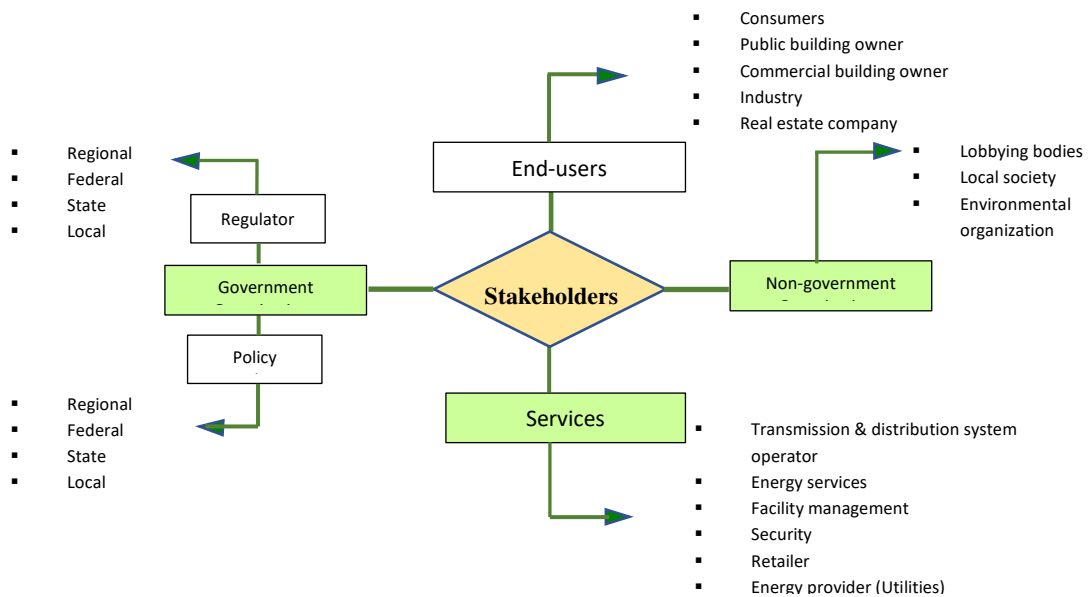 Consumers
Public building owner
Commercial building owner
Industry
Real estate company
End-users
Regional
Federal
State
Local
Regulator
Lobbying bodies
Local society
Environmental
organization
Government
Stakeholders
Non-government
Policy
Regional
Federal
State
Local
Services
Transmission & distribution system
operator
Energy services
Facility management
Security
Retailer
Energy provider (Utilities)